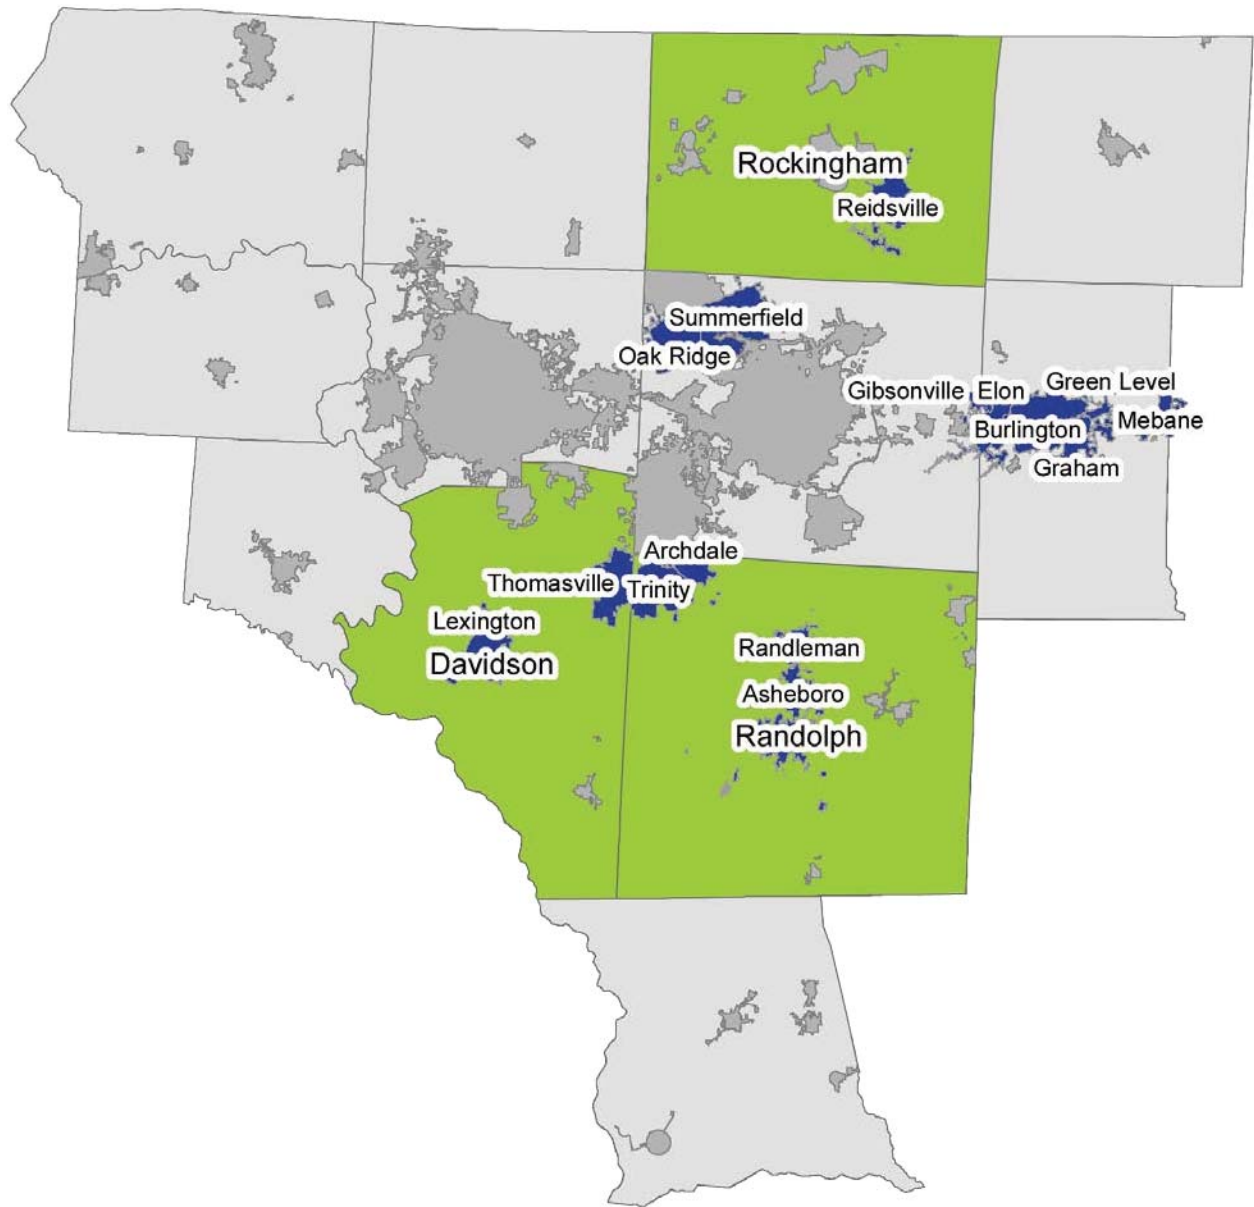 Rockingham
Reidsville
Summerfield
Oak Ridge
Gibsonville Elon
Green Level
Burlington
Mebane
Graham
Archdale
Thomasville
Trinity
Lexington
Davidson
Randleman
Asheboro
Randolph